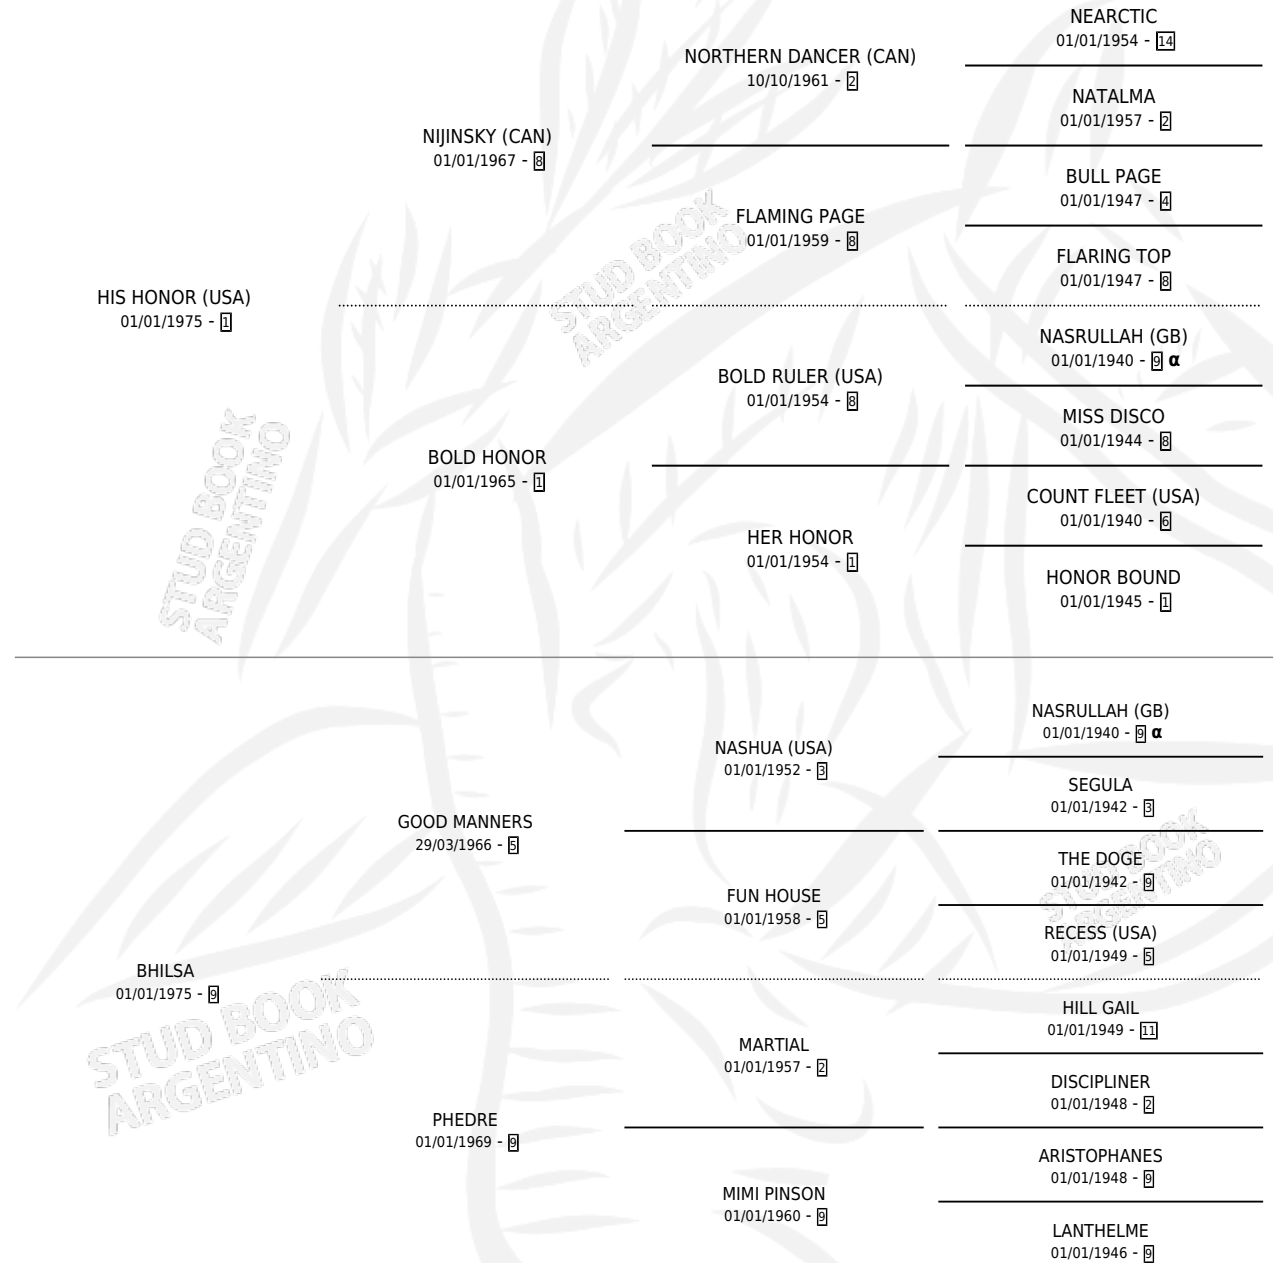 NEARCTIC
01/01/1954 - 14
NORTHERN DANCER (CAN)
10/10/1961 - 2
NATALMA
01/01/1957 - 2
NIJINSKY (CAN)
01/01/1967 - 8
BULL PAGE
01/01/1947 - 4
FLAMING PAGE
01/01/1959 - 8
FLARING TOP
01/01/1947 - 8
HIS HONOR (USA)
01/01/1975 - 1
STUD BOOK
ARGENTINO
NASRULLAH (GB)
01/01/1940 - 9 α
BOLD RULER (USA)
01/01/1954 - 8
MISS DISCO
01/01/1944 - 8
BOLD HONOR
01/01/1965 - 1
COUNT FLEET (USA)
01/01/1940 - 6
HER HONOR
01/01/1954 - 1
HONOR BOUND
01/01/1945 - 1
STUD BOOK
ARGENTINO
NASRULLAH (GB)
01/01/1940 - 9 α
NASHUA (USA)
01/01/1952 - 3
SEGULA
01/01/1942 - 3
GOOD MANNERS
29/03/1966 - 5
THE DOGE
01/01/1942 - 9
FUN HOUSE
01/01/1958 - 5
RECESS (USA)
01/01/1949 - 5
STUD BOOK
ARGENTINO
BHILSA
01/01/1975 - 9
HILL GAIL
01/01/1949 - 11
MARTIAL
01/01/1957 - 2
DISCIPLINER
01/01/1948 - 2
PHEDRE
01/01/1969 - 9
ARISTOPHANES
01/01/1948 - 9
MIMI PINSON
01/01/1960 - 9
LANTHELME
01/01/1946 - 9
STUD BOOK
ARGENTINO